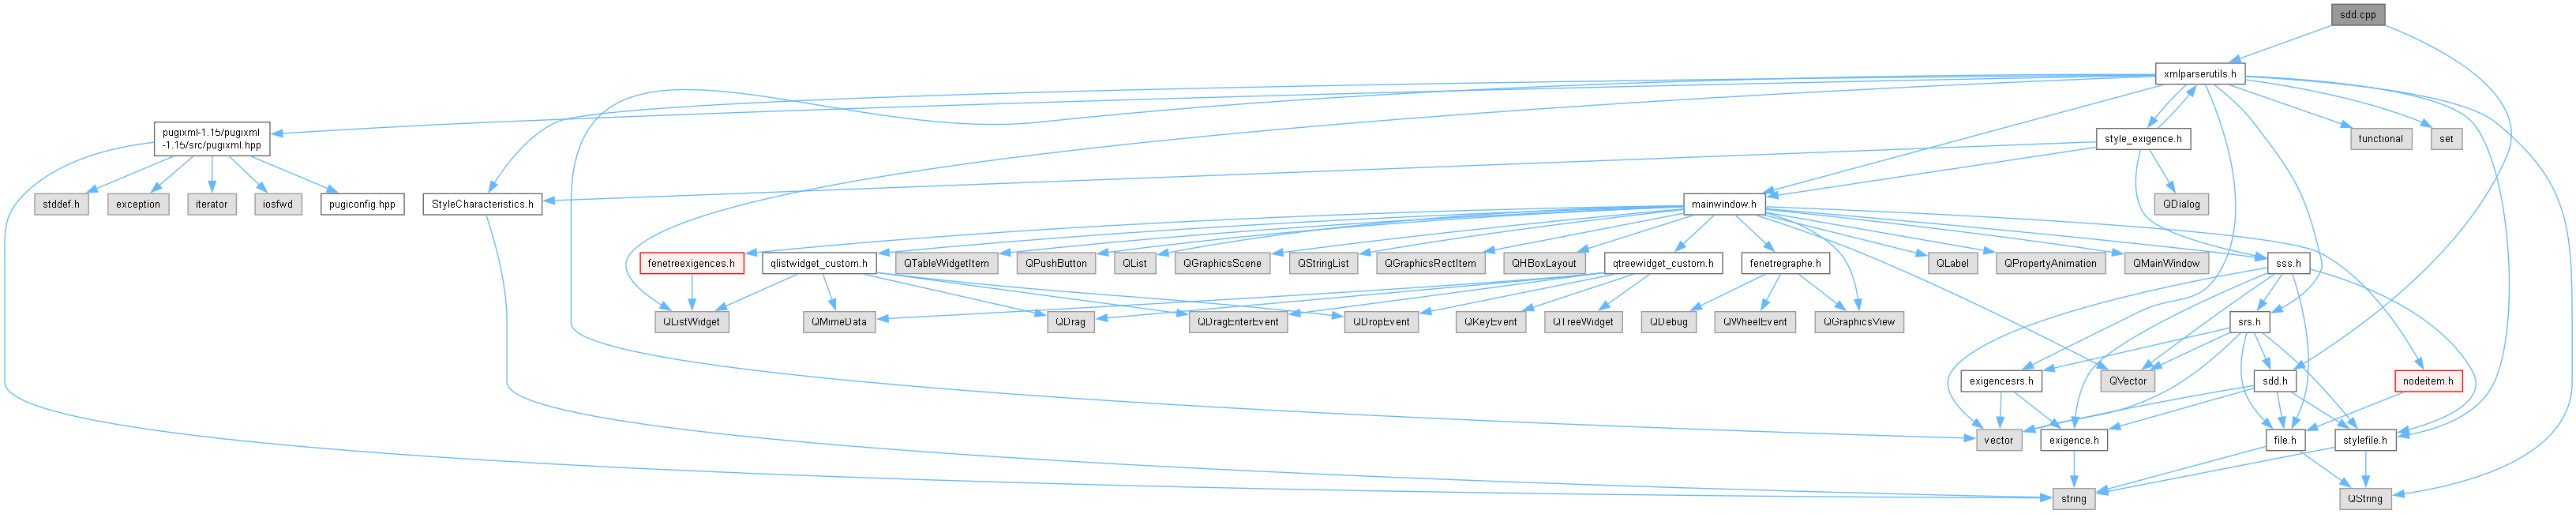 sdd.cpp
xmlparserutils.h
pugixml-1.15/pugixml
-1.15/src/pugixml.hpp
style_exigence.h
functional
set
stddef.h
exception
iterator
iosfwd
pugiconfig.hpp
StyleCharacteristics.h
mainwindow.h
QDialog
fenetreexigences.h
qlistwidget_custom.h
QTableWidgetItem
QPushButton
QList
QGraphicsScene
QStringList
QGraphicsRectItem
QHBoxLayout
qtreewidget_custom.h
fenetregraphe.h
QLabel
QPropertyAnimation
QMainWindow
sss.h
QListWidget
QMimeData
QDrag
QDragEnterEvent
QDropEvent
QKeyEvent
QTreeWidget
QDebug
QWheelEvent
QGraphicsView
srs.h
exigencesrs.h
QVector
sdd.h
nodeitem.h
vector
exigence.h
file.h
stylefile.h
string
QString